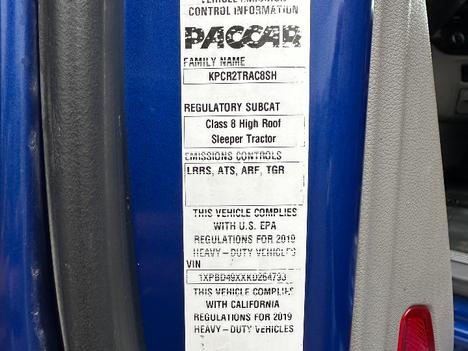 VEHICLE EMISSION
CONTROL INFORMATION
PACCAR
FAMILY NAME
KPCR2TRAC8SH
REGULATORY SUBCAT
Class 8 High Roof
Sleeper Tractor
EMISSIONS CONTROLS
LRRS, ATS, ARF, TGR
THIS VEHICLE COMPLIES
WITH U.S. EPA
REGULATIONS FOR 2019
HEAVY-DUTY VEHICLES
VIN
THIS VEHICLE COMPLIES
WITH CALIFORNIA
REGULATIONS FOR 2019
HEAVY-DUTY VEHICLES